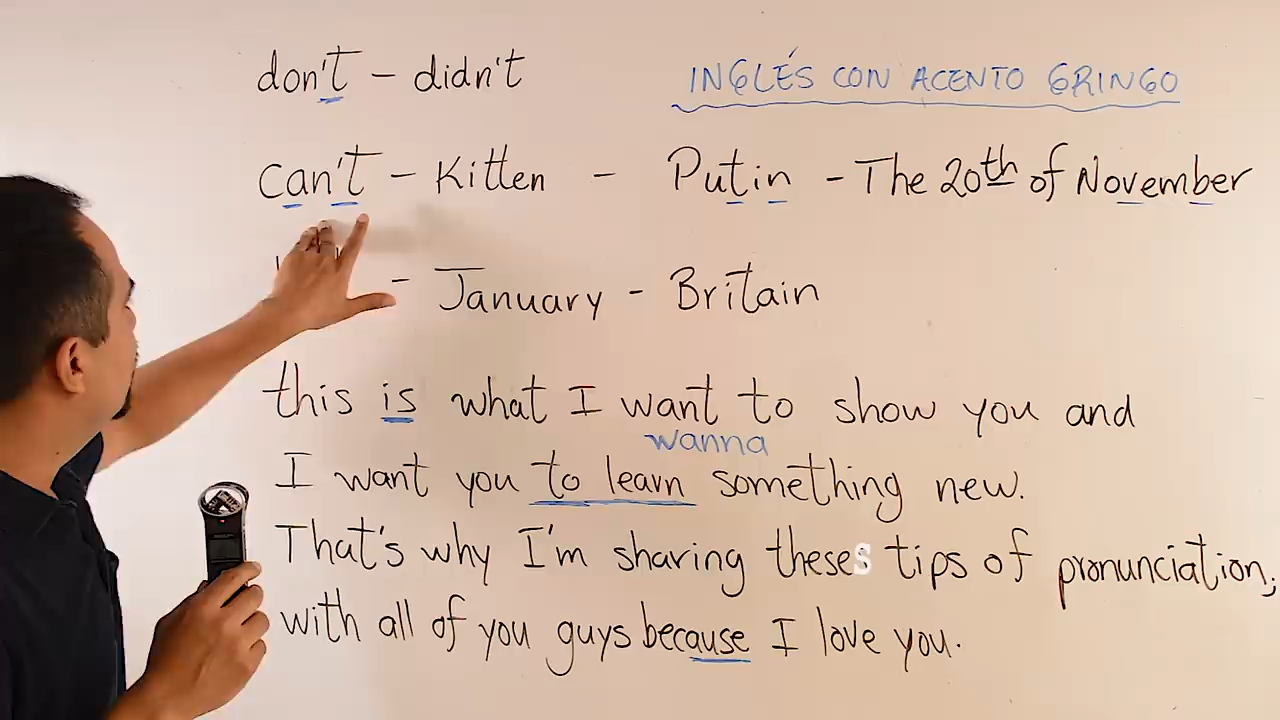 don't - didn't
INGLÉS CON ACENTO GRINGO
can't - Kitten - Putin - The 20th of November
- January - Britain
this is what I want to show you and
wanna
I want you to learn something new.
That's why I'm sharing theses tips of pronunciation,
with all of you guys because I love you.